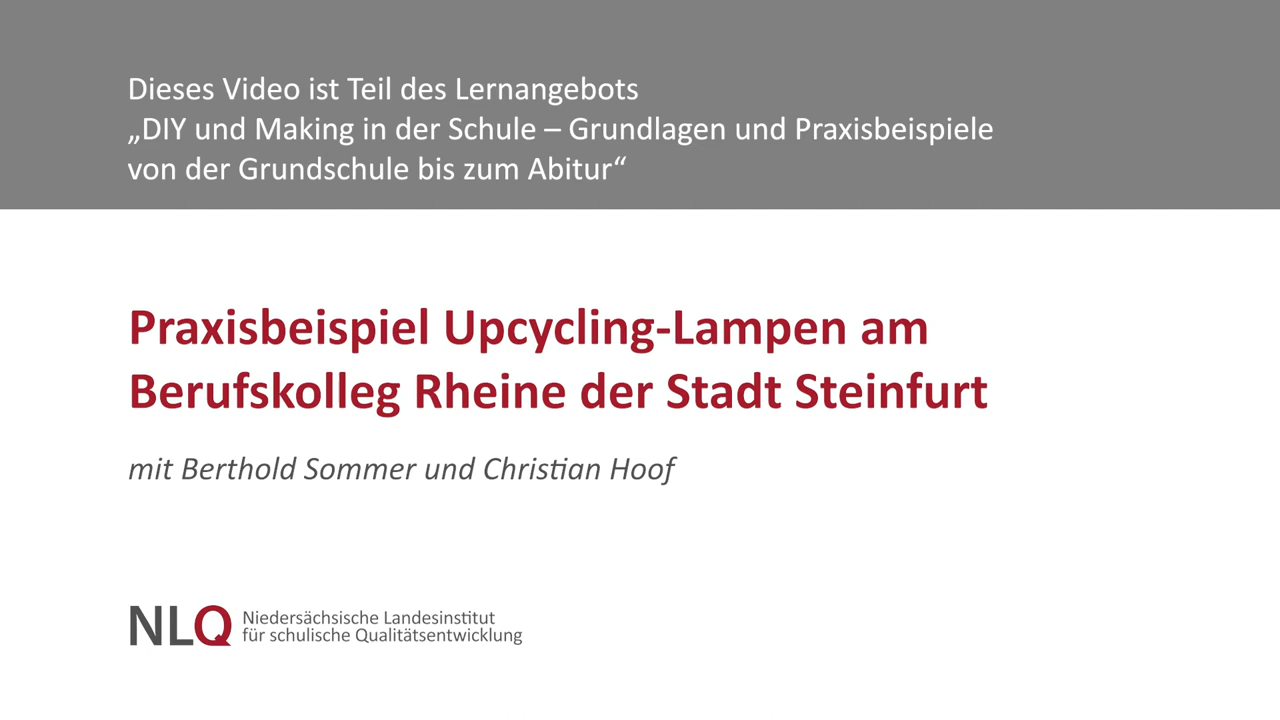 Dieses Video ist Teil des Lernangebots
„DIY und Making in der Schule – Grundlagen und Praxisbeispiele
von der Grundschule bis zum Abitur“
Praxisbeispiel Upcycling-Lampen am
Berufskolleg Rheine der Stadt Steinfurt
mit Berthold Sommer und Christian Hoof
NLQ Niedersächsische Landesinstitut
für schulische Qualitätsentwicklung